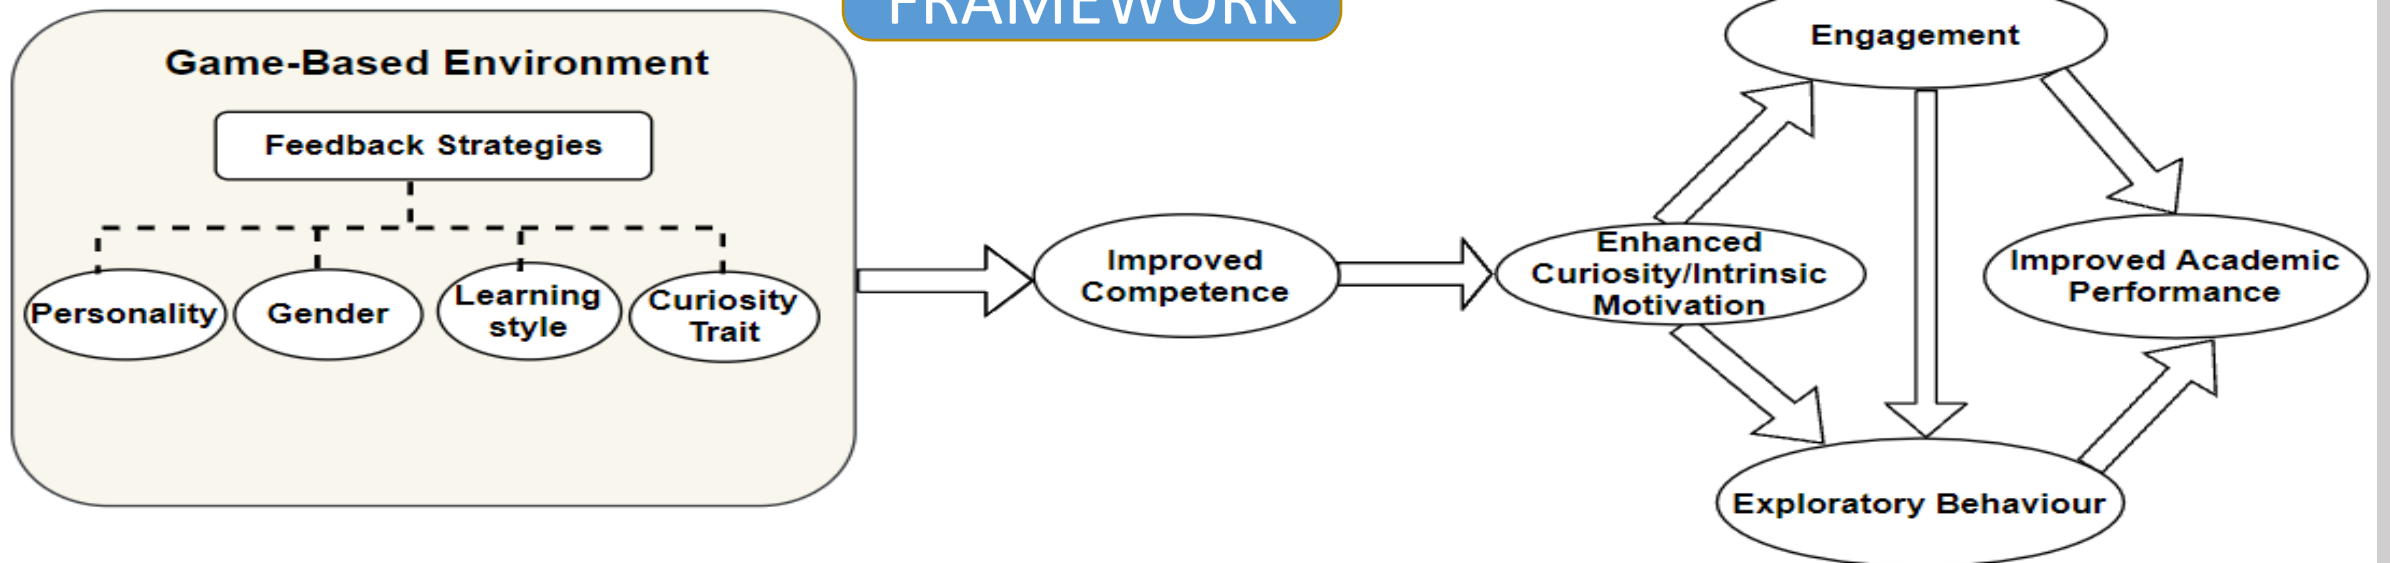 FRAMEWORK
Game-Based Environment
Feedback Strategies
Personality
Gender
Learning
style
Curiosity
Trait
Improved
Competence
Enhanced
Curiosity/Intrinsic
Motivation
Engagement
Improved Academic
Performance
Exploratory Behaviour